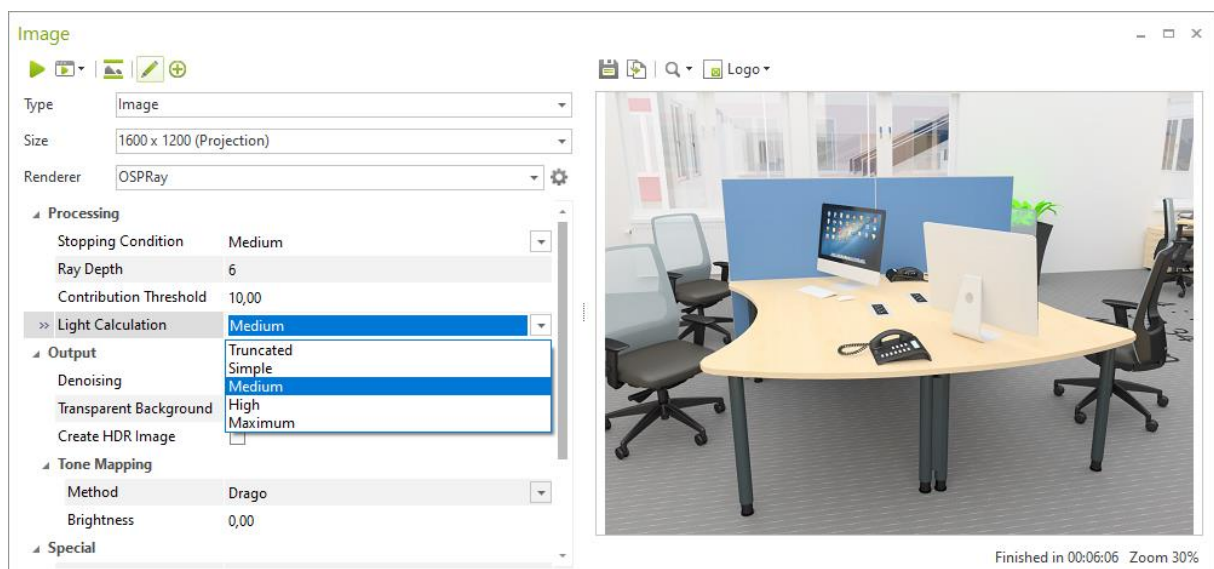 Image
Logo
Type Image
Size 1600 x 1200 (Projection)
Renderer OSPRay
Processing
Stopping Condition Medium
Ray Depth 6
Contribution Threshold 10,00
Light Calculation Medium
Truncated
Simple
Medium
High
Maximum
Output
Denoising
Transparent Background
Create HDR Image
Tone Mapping
Method Drago
Brightness 0,00
Special
Finished in 00:06:06 Zoom 30%